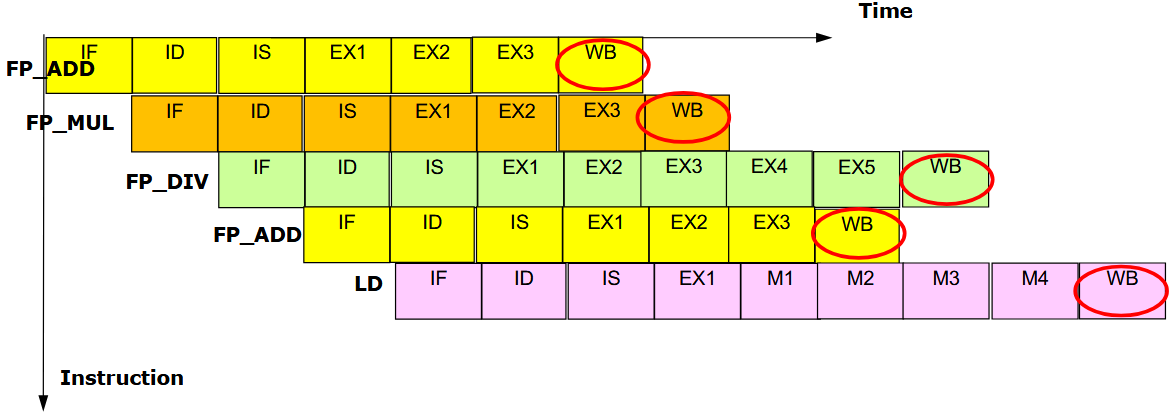 Time
FP_ADD IF ID IS EX1 EX2 EX3 WB
FP_MUL IF ID IS EX1 EX2 EX3 WB
FP_DIV IF ID IS EX1 EX2 EX3 EX4 EX5 WB
FP_ADD IF ID IS EX1 EX2 EX3 WB
LD IF ID IS EX1 M1 M2 M3 M4 WB
Instruction